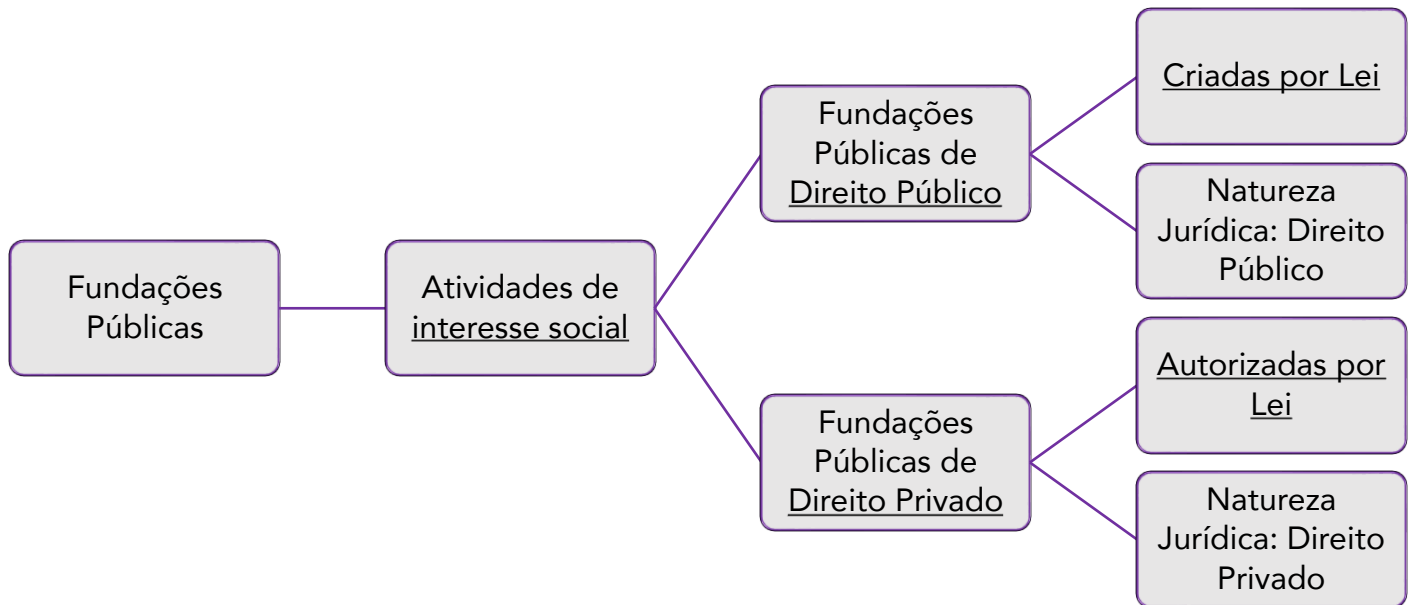 Fundações
Públicas
Atividades de
interesse social
Fundações
Públicas de
Direito Público
Criadas por Lei
Natureza
Jurídica: Direito
Público
Fundações
Públicas de
Direito Privado
Autorizadas por
Lei
Natureza
Jurídica: Direito
Privado